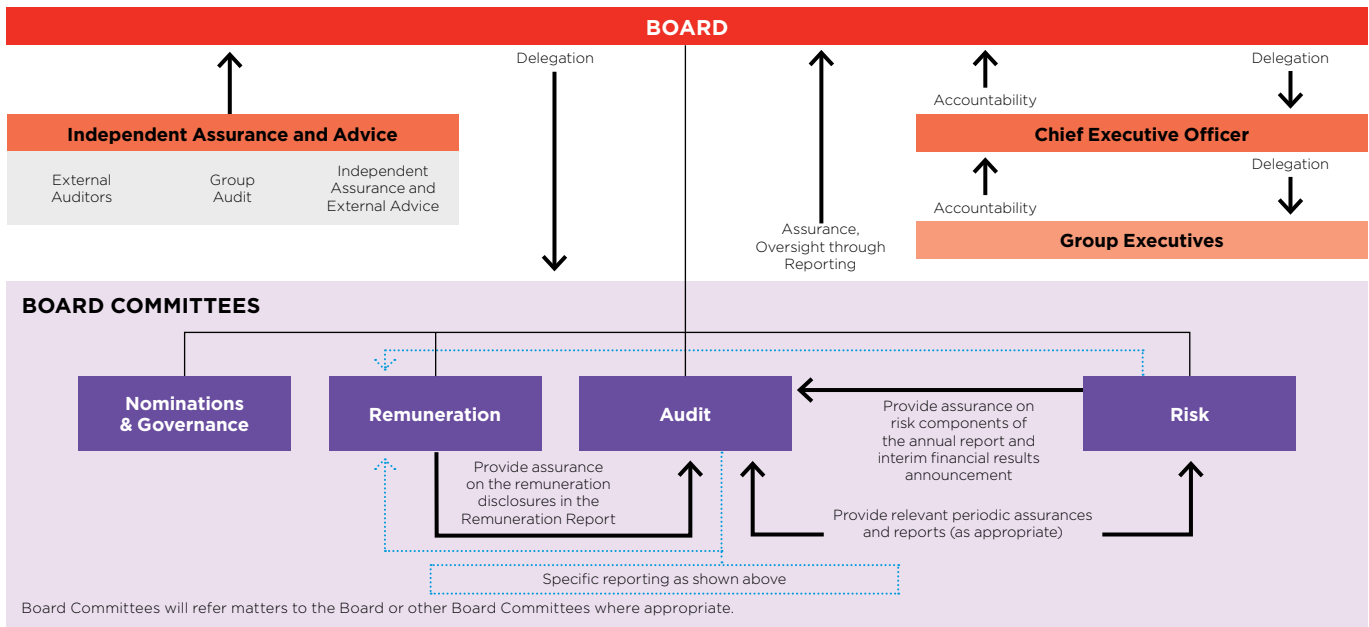 BOARD
Delegation
Delegation
Accountability
Independent Assurance and Advice
Chief Executive Officer
External
Auditors
Group
Audit
Independent
Assurance and
External Advice
Delegation
Accountability
Assurance,
Oversight through
Reporting
Group Executives
BOARD COMMITTEES
Nominations
& Governance
Remuneration
Audit
Risk
Provide assurance on
risk components of
the annual report and
interim financial results
announcement
Provide assurance
on the remuneration
disclosures in the
Remuneration Report
Provide relevant periodic assurances
and reports (as appropriate)
Specific reporting as shown above
Board Committees will refer matters to the Board or other Board Committees where appropriate.